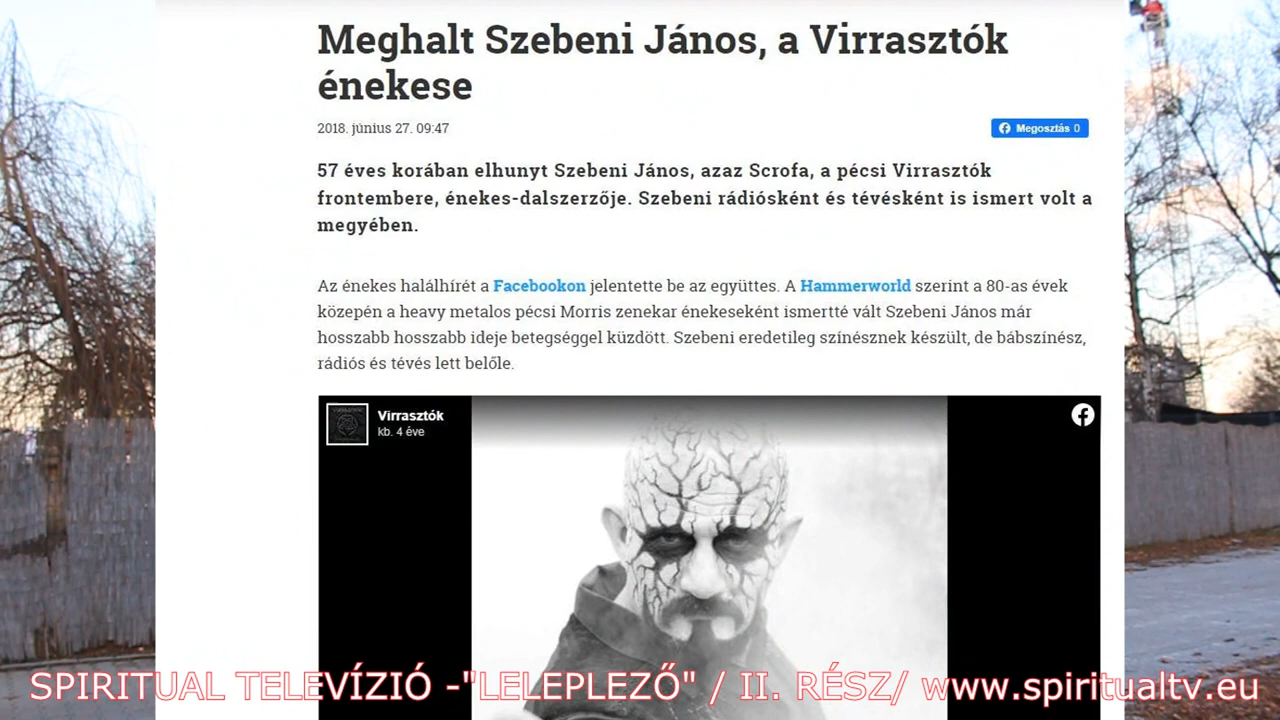 Meghalt Szebeni János, a Virrasztók
énekese
2018. június 27. 09:47
Megosztás 0
57 éves korában elhunyt Szebeni János, azaz Scrofa, a pécsi Virrasztók
frontembere, énekes-dalszerzője. Szebeni rádiósként és tévésként is ismert volt a
megyében.
Az énekes halálhírét a Facebookon jelentette be az együttes. A Hammerworld szerint a 80-as évek
közepén a heavy metalos pécsi Morris zenekar énekeseként ismertté vált Szebeni János már
hosszabb hosszabb ideje betegséggel küzdött. Szebeni eredetileg színésznek készült, de bábszínész,
rádiós és tévés lett belőle.
Virrasztók
kb. 4 éve
SPIRITUAL TELEVÍZIÓ -"LELEPLEZŐ" / II. RÉSZ/ www.spiritualtv.eu